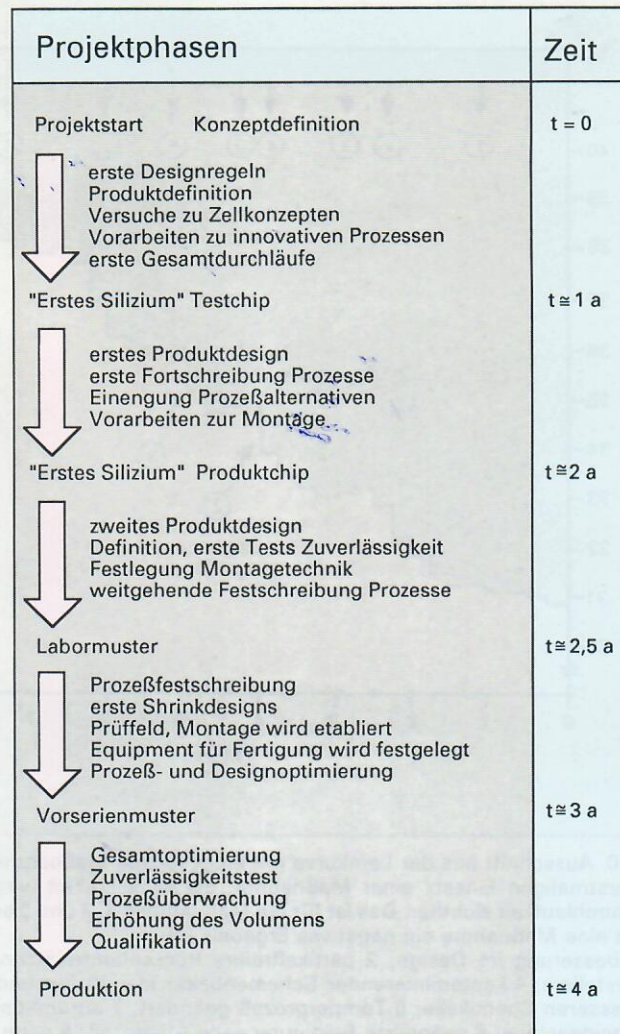 Projektphasen Zeit
Projektstart Konzeptdefinition t = 0
erste Designregeln
Produktdefinition
Versuche zu Zellkonzepten
Vorarbeiten zu innovativen Prozessen
erste Gesamtdurchläufe
"Erstes Silizium" Testchip t ≅ 1 a
erstes Produktdesign
erste Fortschreibung Prozesse
Einengung Prozeßalternativen
Vorarbeiten zur Montage
"Erstes Silizium" Produktchip t ≅ 2 a
zweites Produktdesign
Definition, erste Tests Zuverlässigkeit
Festlegung Montagetechnik
weitgehende Festschreibung Prozesse
Labormuster t ≅ 2,5 a
Prozeßfestschreibung
erste Shrinkdesigns
Prüffeld, Montage wird etabliert
Equipment für Fertigung wird festgelegt
Prozeß- und Designoptimierung
Vorserienmuster t ≅ 3 a
Gesamtoptimierung
Zuverlässigkeitstest
Prozeßüberwachung
Erhöhung des Volumens
Qualifikation
Produktion t ≅ 4 a